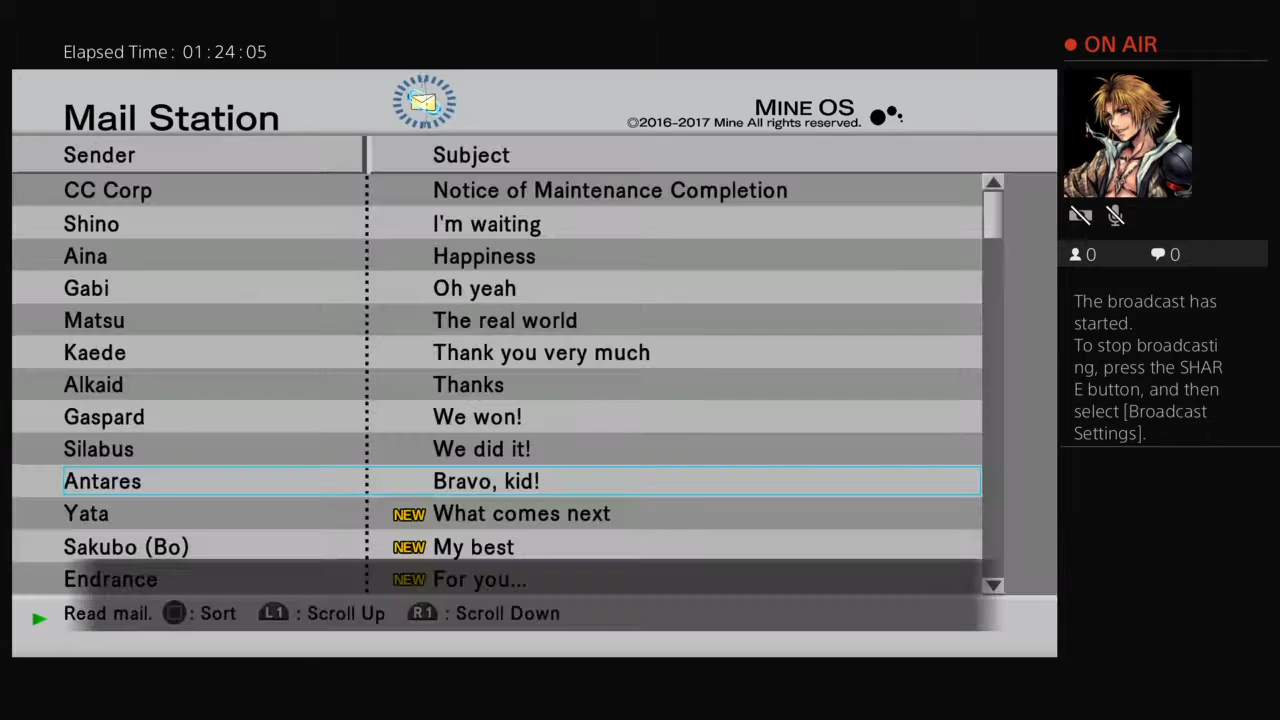 Elapsed Time: 01:24:05
ON AIR
Mail Station
MINE OS
©2016-2017 Mine All rights reserved.
Sender Subject
CC Corp Notice of Maintenance Completion
Shino I'm waiting
Aina Happiness
Gabi Oh yeah
Matsu The real world
Kaede Thank you very much
Alkaid Thanks
Gaspard We won!
Silabus We did it!
Antares Bravo, kid!
Yata NEW What comes next
Sakubo (Bo) NEW My best
Endrance NEW For you...
Read mail. : Sort L1 : Scroll Up R1 : Scroll Down
0 0
The broadcast has
started.
To stop broadcasti
ng, press the SHAR
E button, and then
select [Broadcast
Settings].